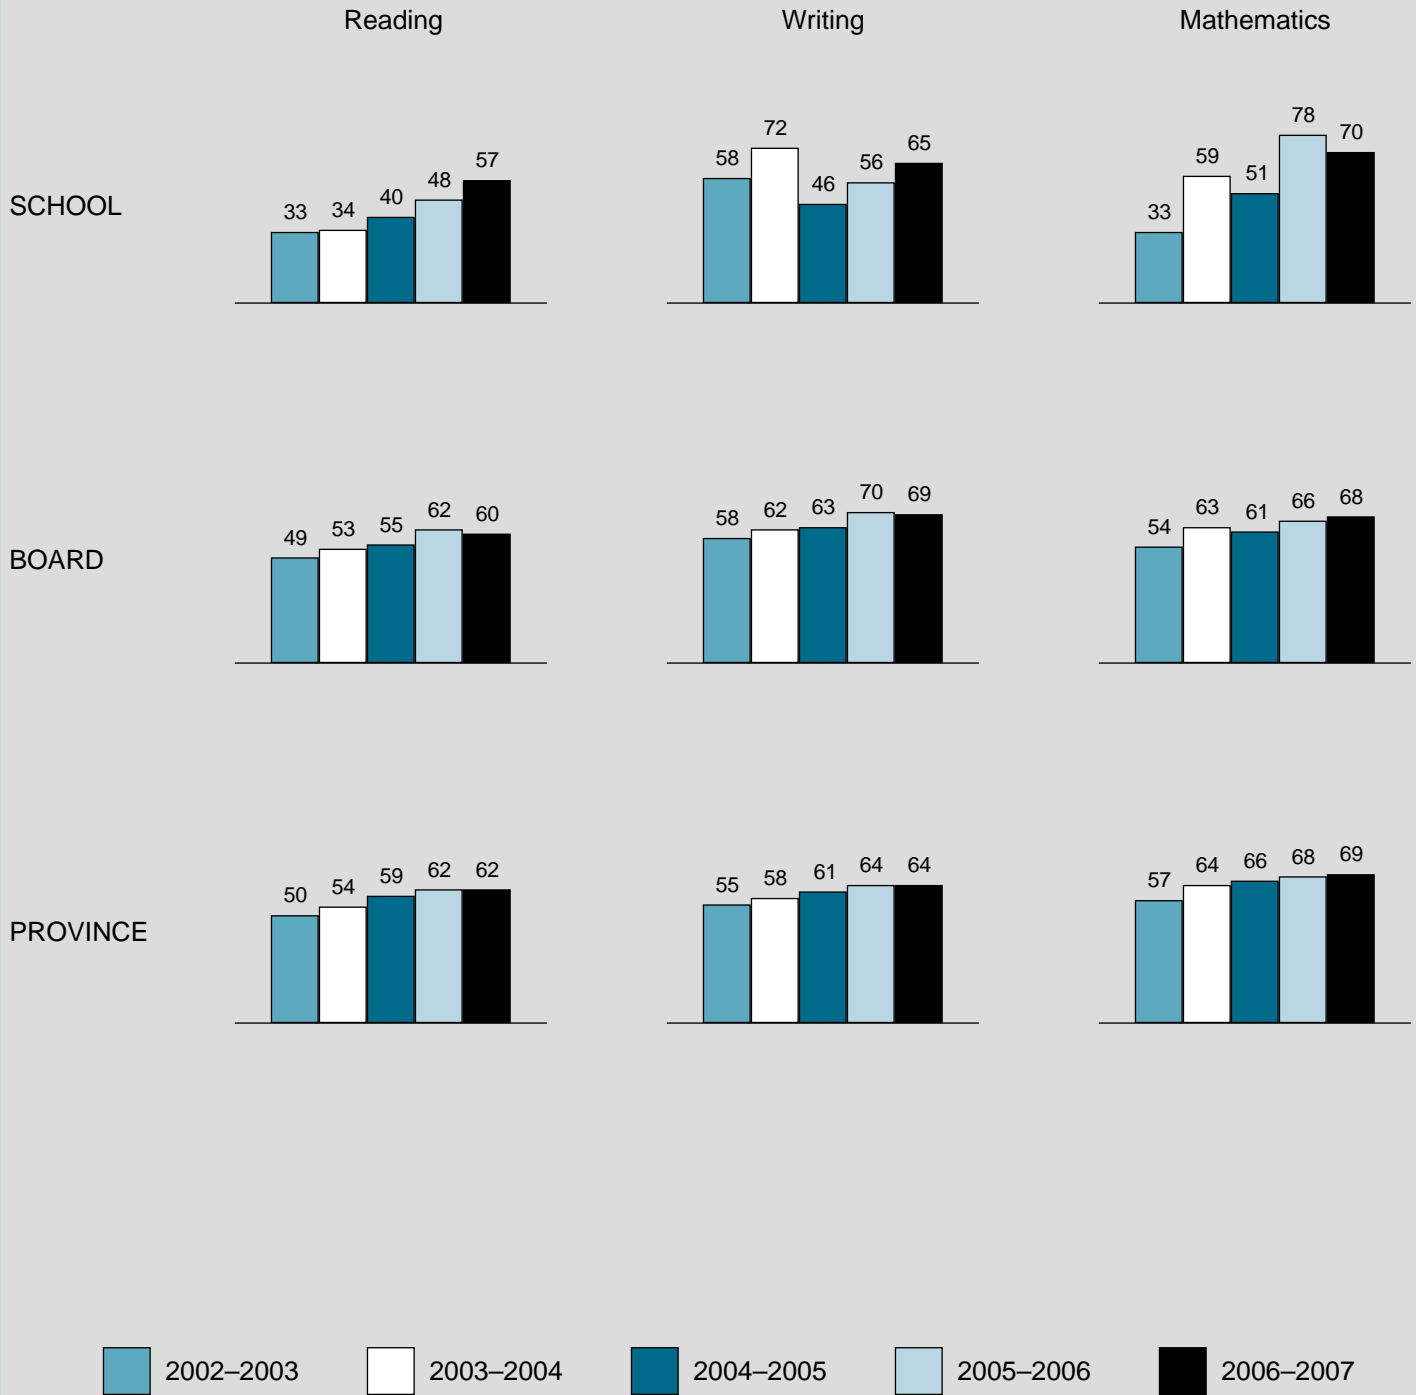 Reading Writing Mathematics
SCHOOL
33 34 40 48 57
58 72 46 56 65
33 59 51 78 70
BOARD
49 53 55 62 60
58 62 63 70 69
54 63 61 66 68
PROVINCE
50 54 59 62 62
55 58 61 64 64
57 64 66 68 69
2002–2003 2003–2004 2004–2005 2005–2006 2006–2007